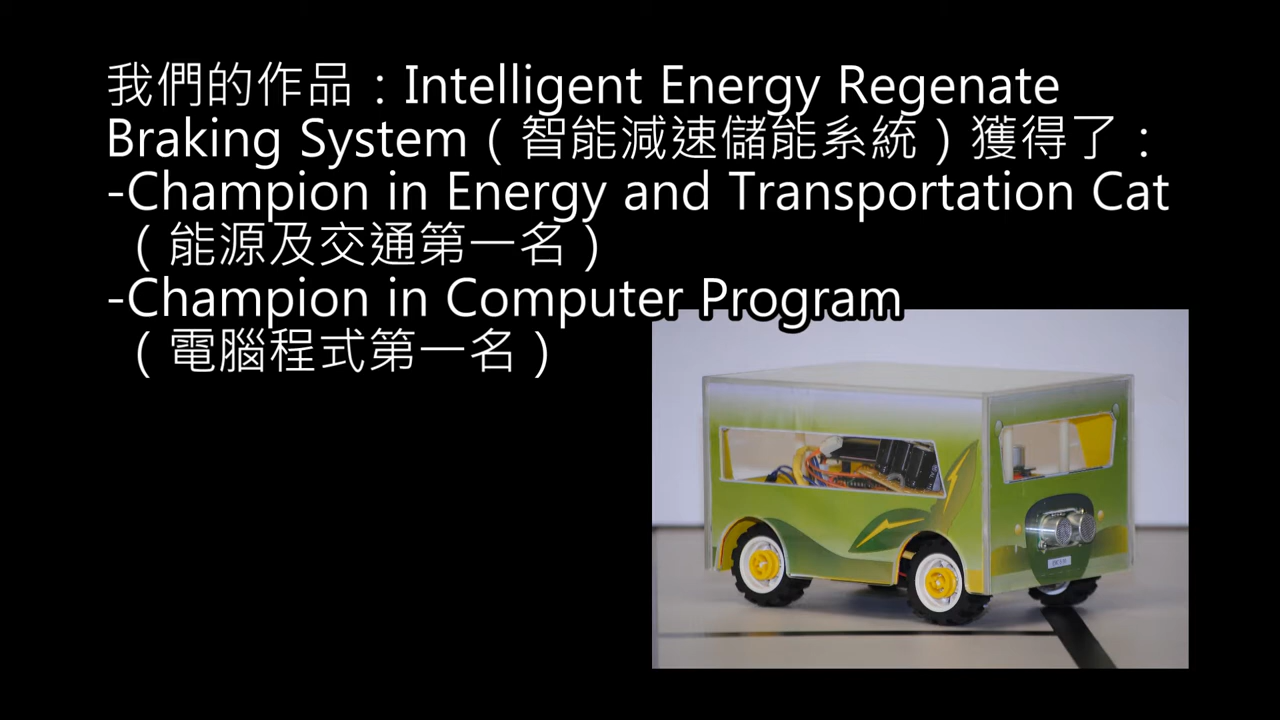 我們的作品：Intelligent Energy Regenate
Braking System（智能減速儲能系統）獲得了：
-Champion in Energy and Transportation Cat
（能源及交通第一名）
-Champion in Computer Program
（電腦程式第一名）